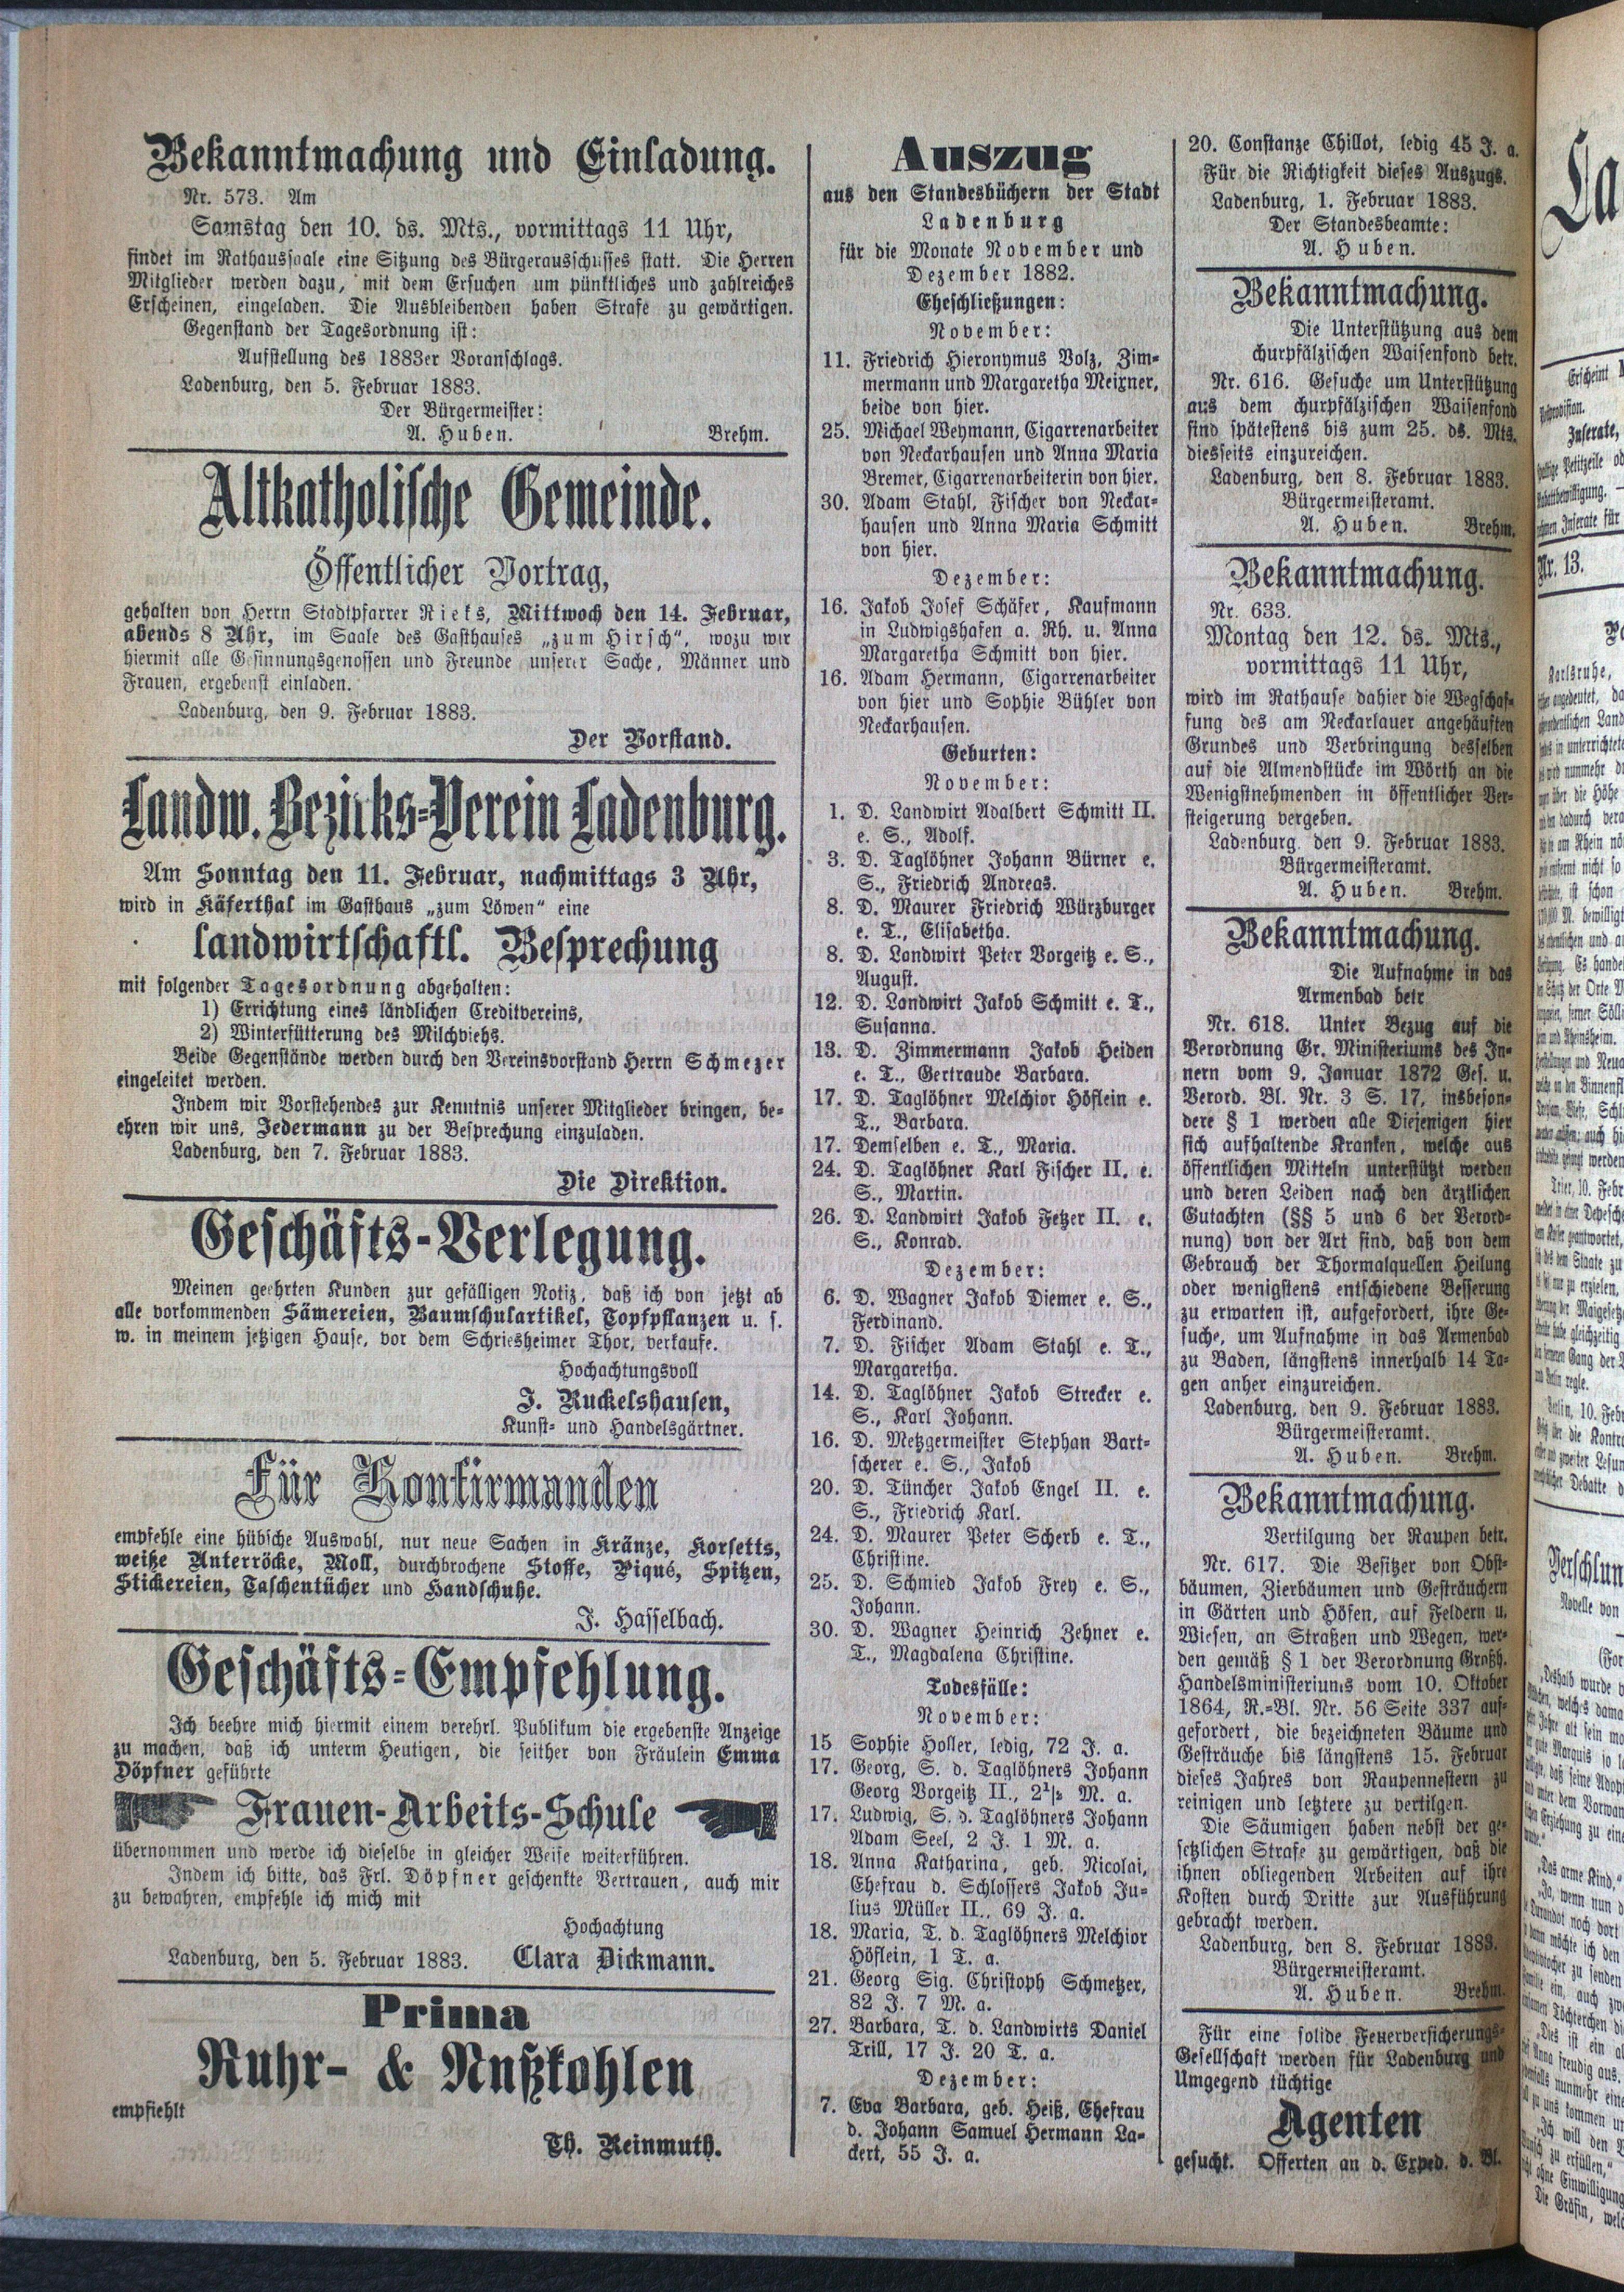 Bekanntmachung und Einladung.
Nr. 573. Am
Samstag den 10. ds. Mts., vormittags 11 Uhr,
findet im Rathaussaale eine Sitzung des Bürgerausschusses statt. Die Herren
Mitglieder werden dazu, mit dem Ersuchen um pünktliches und zahlreiches
Erscheinen, eingeladen. Die Ausbleibenden haben Strafe zu gewärtigen.
Gegenstand der Tagesordnung ist:
Aufstellung des 1883er Voranschlags.
Ladenburg, den 5. Februar 1883.
Der Bürgermeister:
A. Huben. Brehm.
Altkatholische Gemeinde.
Öffentlicher Vortrag,
gehalten von Herrn Stadtpfarrer Rieks, Mittwoch den 14. Februar,
abends 8 Uhr, im Saale des Gasthauses „zum Hirsch“, wozu wir
hiermit alle Gesinnungsgenossen und Freunde unserer Sache, Männer und
Frauen, ergebenst einladen.
Ladenburg, den 9. Februar 1883.
Der Vorstand.
Landw. Bezirks-Verein Ladenburg.
Am Sonntag den 11. Februar, nachmittags 3 Uhr,
wird in Käferthal im Gasthaus „zum Löwen“ eine
landwirtschaftl. Besprechung
mit folgender Tagesordnung abgehalten:
1) Errichtung eines ländlichen Creditvereins,
2) Winterfütterung des Milchviehs.
Beide Gegenstände werden durch den Vereinsvorstand Herrn Schmezer
eingeleitet werden.
Indem wir Vorstehendes zur Kenntnis unserer Mitglieder bringen, be-
ehren wir uns, Jedermann zu der Besprechung einzuladen.
Ladenburg, den 7. Februar 1883.
Die Direktion.
Geschäfts-Verlegung.
Meinen geehrten Kunden zur gefälligen Notiz, daß ich von jetzt ab
alle vorkommenden Sämereien, Baumschulartikel, Topfpflanzen u. s.
w. in meinem jetzigen Hause, vor dem Schriesheimer Thor, verkaufe.
Hochachtungsvoll
J. Ruckelshausen,
Kunst- und Handelsgärtner.
Für Konfirmanden
empfehle eine hübsche Auswahl, nur neue Sachen in Kränze, Korsetts,
weiße Unterröcke, Moll, durchbrochene Stoffe, Piqué, Spitzen,
Stickereien, Taschentücher und Handschuhe.
J. Hasselbach.
Geschäfts-Empfehlung.
Ich beehre mich hiermit einem verehrl. Publikum die ergebenste Anzeige
zu machen, daß ich unterm Heutigen, die seither von Fräulein Emma
Döpfner geführte
Frauen-Arbeits-Schule
übernommen und werde ich dieselbe in gleicher Weise weiterführen.
Indem ich bitte, das Frl. Döpfner geschenkte Vertrauen, auch mir
zu bewahren, empfehle ich mich mit
Hochachtung
Ladenburg, den 5. Februar 1883. Clara Dickmann.
Prima
Ruhr- & Nußkohlen
empfiehlt
Th. Reinmuth.
Auszug
aus den Standesbüchern der Stadt
Ladenburg
für die Monate November und
Dezember 1882.
Eheschließungen:
November:
11. Friedrich Hieronymus Volz, Zim-
mermann und Margaretha Meixner,
beide von hier.
25. Michael Weymann, Cigarrenarbeiter
von Neckarhausen und Anna Maria
Bremer, Cigarrenarbeiterin von hier.
30. Adam Stahl, Fischer von Neckar-
hausen und Anna Maria Schmitt
von hier.
Dezember:
16. Jakob Josef Schäfer, Kaufmann
in Ludwigshafen a. Rh. u. Anna
Margaretha Schmitt von hier.
16. Adam Hermann, Cigarrenarbeiter
von hier und Sophie Bühler von
Neckarhausen.
Geburten:
November:
1. D. Landwirt Adalbert Schmitt II.
e. S., Adolf.
3. D. Taglöhner Johann Bürner e.
S., Friedrich Andreas.
8. D. Maurer Friedrich Würzburger
e. T., Elisabetha.
8. D. Landwirt Peter Vorgeitz e. S.,
August.
12. D. Landwirt Jakob Schmitt e. T.,
Susanna.
13. D. Zimmermann Jakob Heiden
e. T., Gertraude Barbara.
17. D. Taglöhner Melchior Höflein e.
T., Barbara.
17. Demselben e. T., Maria.
24. D. Taglöhner Karl Fischer II. e.
S., Martin.
26. D. Landwirt Jakob Fetzer II. e.
S., Konrad.
Dezember:
6. D. Wagner Jakob Diemer e. S.,
Ferdinand.
7. D. Fischer Adam Stahl e. T.,
Margaretha.
14. D. Taglöhner Jakob Strecker e.
S., Karl Johann.
16. D. Metzgermeister Stephan Bart-
scherer e. S., Jakob
20. D. Tüncher Jakob Engel II. e.
S., Friedrich Karl.
24. D. Maurer Peter Scherb e. T.,
Christine.
25. D. Schmied Jakob Frey e. S.,
Johann.
30. D. Wagner Heinrich Zehner e.
T., Magdalena Christine.
Todesfälle:
November:
15 Sophie Holler, ledig, 72 J. a.
17. Georg, S. d. Taglöhners Johann
Georg Vorgeitz II., 2½ M. a.
17. Ludwig, S. d. Taglöhners Johann
Adam Seel, 2 J. 1 M. a.
18. Anna Katharina, geb. Nicolai,
Ehefrau d. Schlossers Jakob Ju-
lius Müller II., 69 J. a.
18. Maria, T. d. Taglöhners Melchior
Höflein, 1 T. a.
21. Georg Sig. Christoph Schmetzer,
82 J. 7 M. a.
27. Barbara, T. d. Landwirts Daniel
Trill, 17 J. 20 T. a.
Dezember:
7. Eva Barbara, geb. Heiß, Ehefrau
d. Johann Samuel Hermann La-
ckert, 55 J. a.
20. Constanze Chillot, ledig 45 J. a.
Für die Richtigkeit dieses Auszugs.
Ladenburg, 1. Februar 1883.
Der Standesbeamte:
A. Huben.
Bekanntmachung.
Die Unterstützung aus dem
churpfälzischen Waisenfond betr.
Nr. 616. Gesuche um Unterstützung
aus dem churpfälzischen Waisenfond
sind spätestens bis zum 25. ds. Mts.
diesseits einzureichen.
Ladenburg, den 8. Februar 1883.
Bürgermeisteramt.
A. Huben. Brehm.
Bekanntmachung.
Nr. 633.
Montag den 12. ds. Mts.,
vormittags 11 Uhr,
wird im Rathause dahier die Wegschaf-
fung des am Neckarlauer angehäuften
Grundes und Verbringung desselben
auf die Almendstücke im Wörth an die
Wenigstnehmenden in öffentlicher Ver-
steigerung vergeben.
Ladenburg, den 9. Februar 1883.
Bürgermeisteramt.
A. Huben. Brehm.
Bekanntmachung.
Die Aufnahme in das
Armenbad betr
Nr. 618. Unter Bezug auf die
Verordnung Gr. Ministeriums des In-
nern vom 9. Januar 1872 Ges. u.
Verord. Bl. Nr. 3 S. 17, insbeson-
dere § 1 werden alle Diejenigen hier
sich aufhaltende Kranken, welche aus
öffentlichen Mitteln unterstützt werden
und deren Leiden nach den ärztlichen
Gutachten (§§ 5 und 6 der Verord-
nung) von der Art sind, daß von dem
Gebrauch der Thormalquellen Heilung
oder wenigstens entschiedene Besserung
zu erwarten ist, aufgefordert, ihre Ge-
suche, um Aufnahme in das Armenbad
zu Baden, längstens innerhalb 14 Ta-
gen anher einzureichen.
Ladenburg, den 9. Februar 1883.
Bürgermeisteramt.
A. Huben. Brehm.
Bekanntmachung.
Vertilgung der Raupen betr.
Nr. 617. Die Besitzer von Obst-
bäumen, Zierbäumen und Gesträuchern
in Gärten und Höfen, auf Feldern u.
Wiesen, an Straßen und Wegen, wer-
den gemäß § 1 der Verordnung Großh.
Handelsministeriums vom 10. Oktober
1864, R.-Bl. Nr. 56 Seite 337 auf-
gefordert, die bezeichneten Bäume und
Gesträuche bis längstens 15. Februar
dieses Jahres von Raupennestern zu
reinigen und letztere zu vertilgen.
Die Säumigen haben nebst der ge-
setzlichen Strafe zu gewärtigen, daß die
ihnen obliegenden Arbeiten auf ihre
Kosten durch Dritte zur Ausführung
gebracht werden.
Ladenburg, den 8. Februar 1883.
Bürgermeisteramt.
A. Huben. Brehm.
Für eine solide Feuerversicherungs-
Gesellschaft werden für Ladenburg und
Umgegend tüchtige
Agenten
gesucht. Offerten an d. Exped. d. Bl.
La
Erscheint
Inserate,
Nr. 13.
Karlsruhe,
Trier, 10. Febr
Berlin, 10. Feb
Novelle von